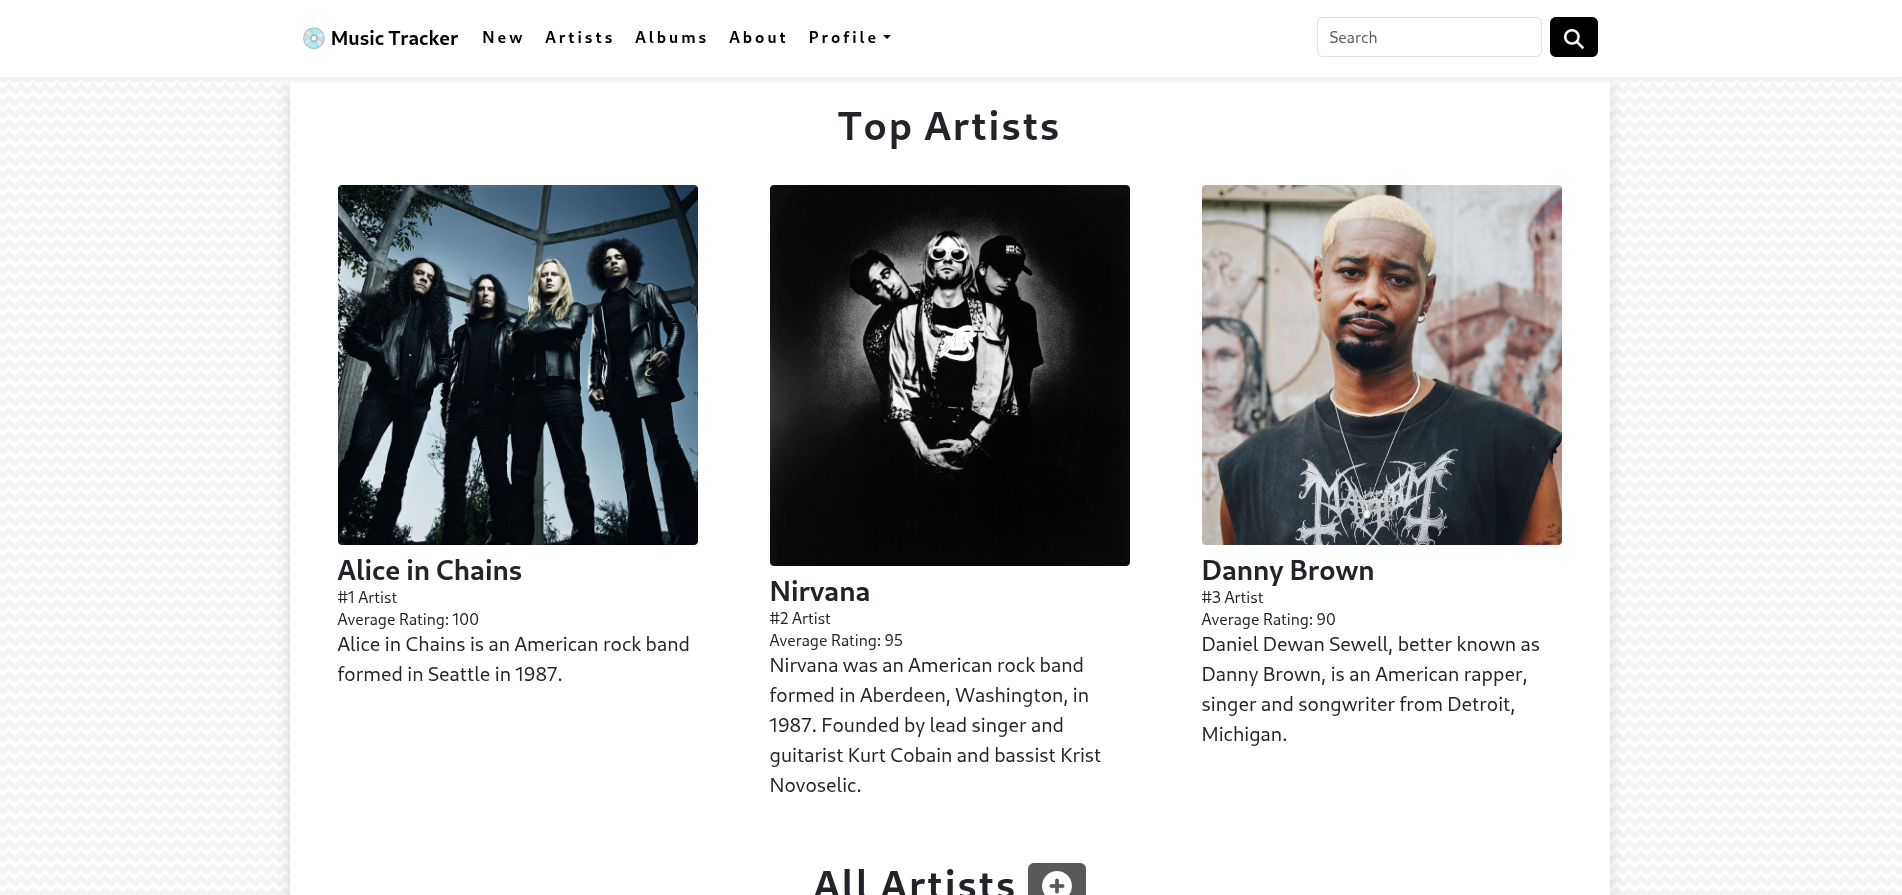 Music Tracker New Artists Albums About Profile Search
Top Artists
Alice in Chains
#1 Artist
Average Rating: 100
Alice in Chains is an American rock band
formed in Seattle in 1987.
Nirvana
#2 Artist
Average Rating: 95
Nirvana was an American rock band
formed in Aberdeen, Washington, in
1987. Founded by lead singer and
guitarist Kurt Cobain and bassist Krist
Novoselic.
MAYHEM
Danny Brown
#3 Artist
Average Rating: 90
Daniel Dewan Sewell, better known as
Danny Brown, is an American rapper,
singer and songwriter from Detroit,
Michigan.
All Artists